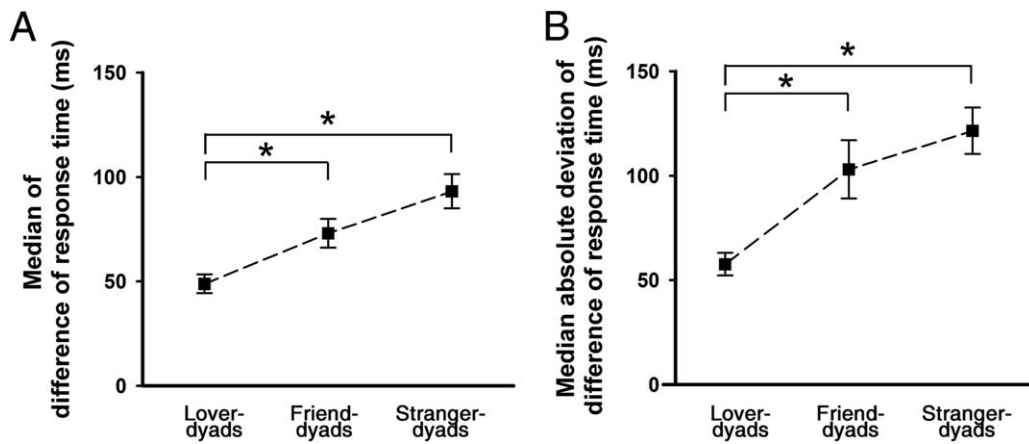 A
Median of
difference of response time (ms)
150
100
50
0
*
*
Lover-
dyads
Friend-
dyads
Stranger-
dyads
B
Median absolute deviation of
difference of response time (ms)
150
100
50
0
*
*
Lover-
dyads
Friend-
dyads
Stranger-
dyads